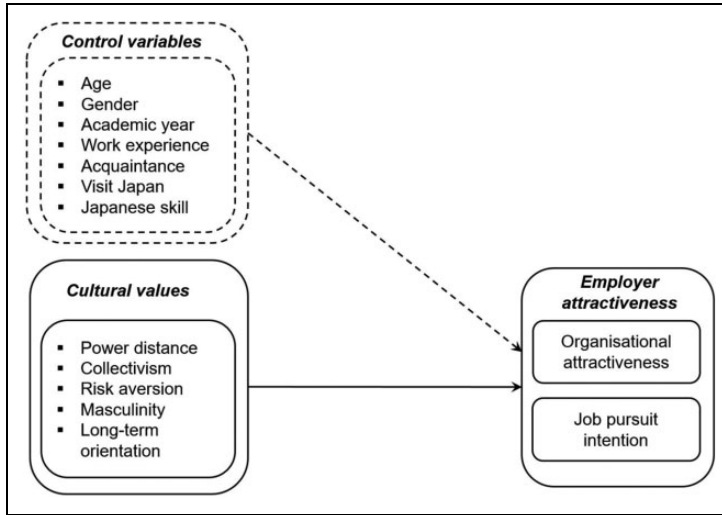 Control variables
▪ Age
▪ Gender
▪ Academic year
▪ Work experience
▪ Acquaintance
▪ Visit Japan
▪ Japanese skill
Cultural values
▪ Power distance
▪ Collectivism
▪ Risk aversion
▪ Masculinity
▪ Long-term
orientation
Employer
attractiveness
Organisational
attractiveness
Job pursuit
intention